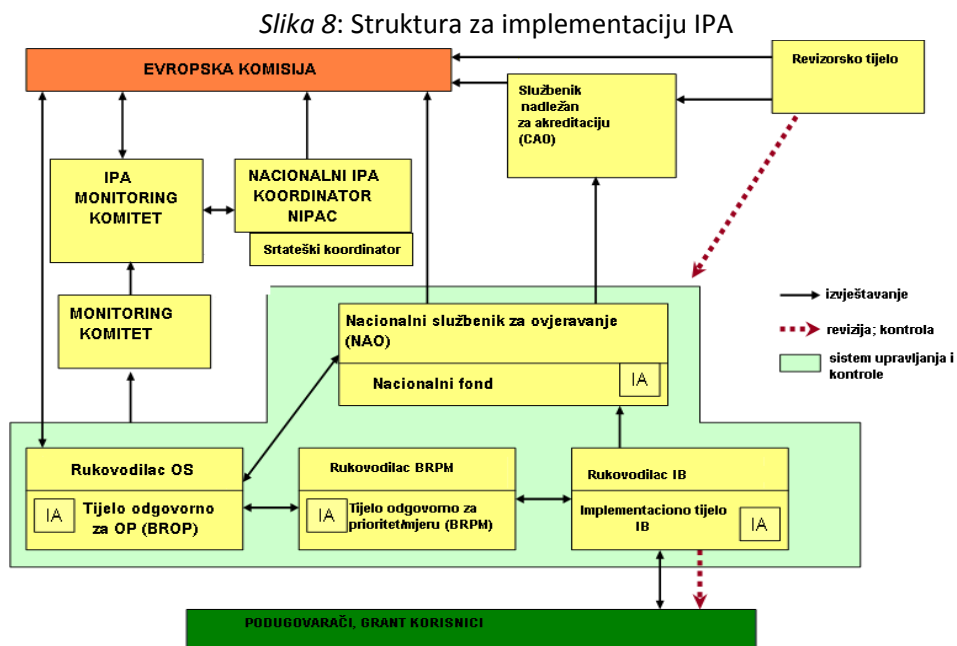 Slika 8: Struktura za implementaciju IPA
EVROPSKA KOMISIJA
Revizorsko tijelo
Službenik
nadležan
za akreditaciju
(CAO)
IPA
MONITORING
KOMITET
NACIONALNI IPA
KOORDINATOR
NIPAC
Srtateški koordinator
MONITORING
KOMITET
Nacionalni službenik za ovjeravanje
(NAO)
Nacionalni fond
IA
izvještavanje
revizija; kontrola
sistem upravljanja i
kontrole
Rukovodilac OS
IA
Tijelo odgovorno
za OP (BROP)
Rukovodilac BRPM
IA
Tijelo odgovorno za
prioritet/mjeru (BRPM)
Rukovodilac IB
Implementaciono tijelo
IB
IA
PODUGOVARAČI, GRANT KORISNICI